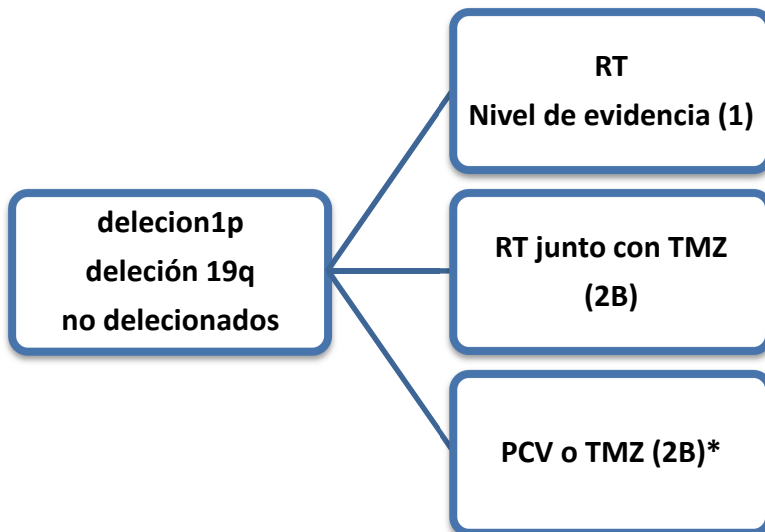 RT
Nivel de evidencia (1)
delecion1p
deleción 19q
no delecionados
RT junto con TMZ
(2B)
PCV o TMZ (2B)*